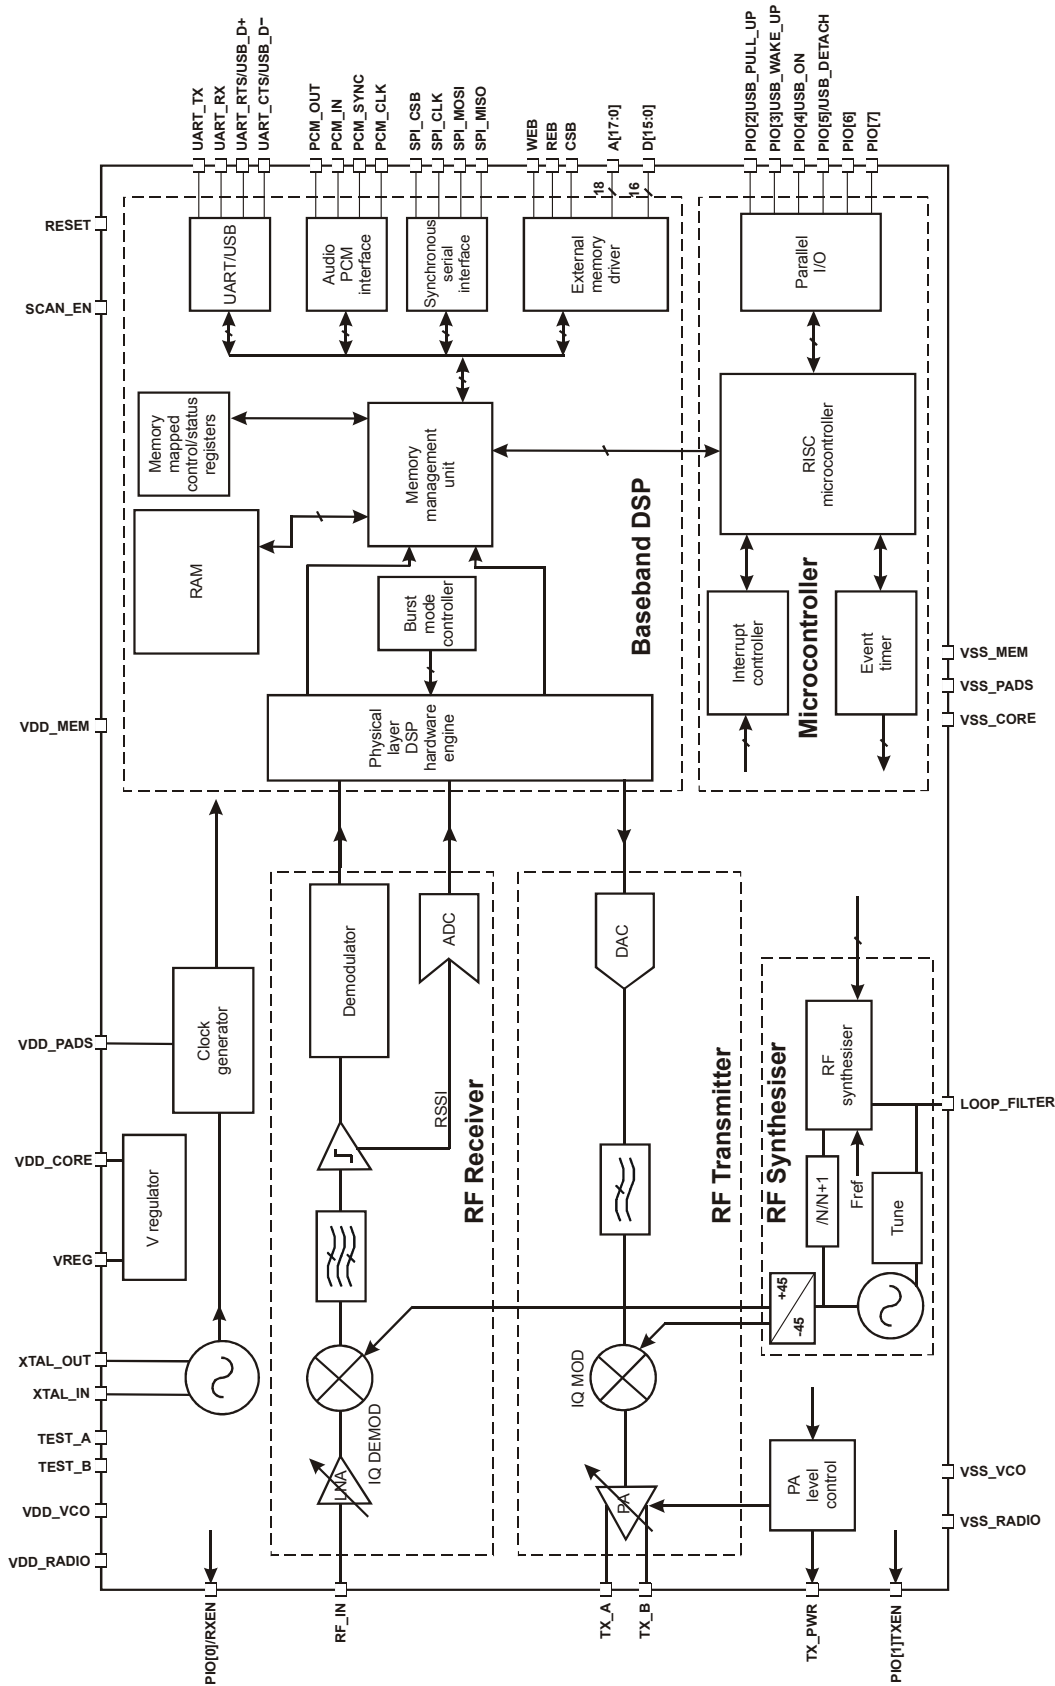 UART_TX
UART_RX
UART_RTS/USB_D+
UART_CTS/USB_D−
PCM_OUT
PCM_IN
PCM_SYNC
PCM_CLK
SPI_CSB
SPI_CLK
SPI_MOSI
SPI_MISO
WEB
REB
CSB
A[17:0]
D[15:0]
PIO[2]USB_PULL_UP
PIO[3]USB_WAKE_UP
PIO[4]USB_ON
PIO[5]/USB_DETACH
PIO[6]
PIO[7]
18
16
RESET
SCAN_EN
VDD_MEM
VDD_PADS
VDD_CORE
VREG
XTAL_OUT
XTAL_IN
TEST_A
TEST_B
VDD_VCO
VDD_RADIO
UART/USB
Audio
PCM
interface
Synchronous
serial
interface
External
memory
driver
Parallel
I/O
Memory
mapped
control/status
registers
Memory
management
unit
RISC
microcontroller
RAM
Burst
mode
controller
Baseband DSP
Interrupt
controller
Microcontroller
Event
timer
Physical
layer
DSP
hardware
engine
VSS_MEM
VSS_PADS
VSS_CORE
Clock
generator
V regulator
Demodulator
ADC
RSSI
RF Receiver
DAC
RF Transmitter
RF Synthesiser
RF
synthesiser
LOOP_FILTER
/N/N+1
Fref
Tune
+45
-45
IQ DEMOD
LNA
IQ MOD
PA
PA
level
control
VSS_VCO
VSS_RADIO
PIO[0]/RXEN
RF_IN
TX_A
TX_B
TX_PWR
PIO[1]TXEN